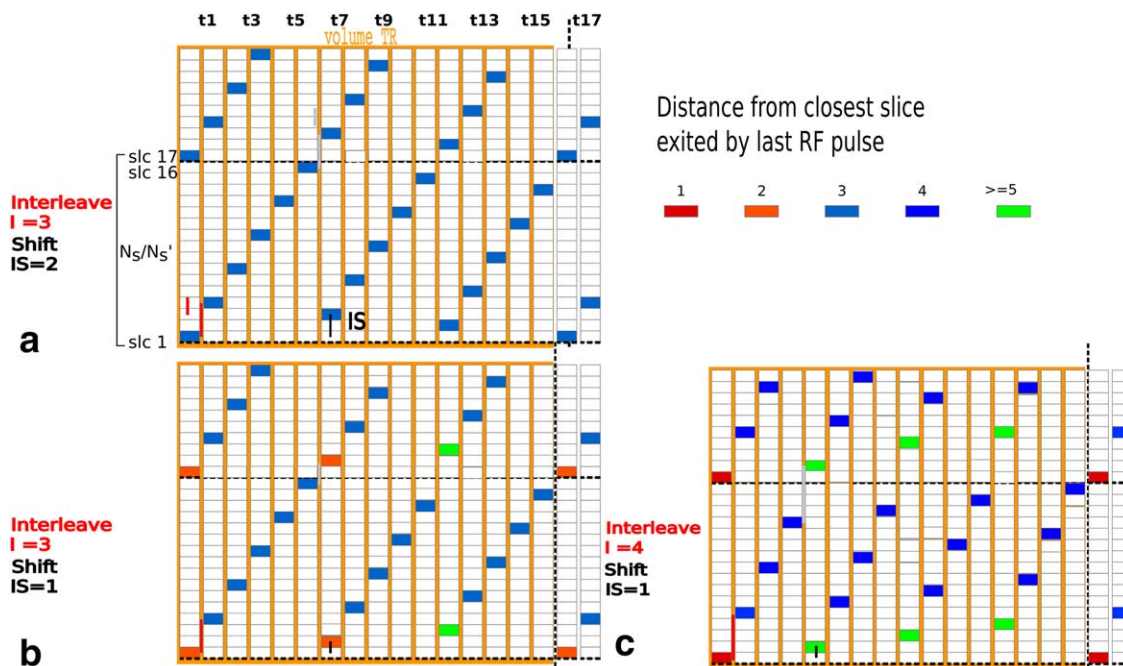 t1 t3 t5 t7 t9 t11 t13 t15 t17
volume TR
slc 17
slc 16
Interleave
I =3
Shift
IS=2
NS/NS'
I
IS
slc 1
a
Distance from closest slice
exited by last RF pulse
1 2 3 4 >=5
Interleave
I =3
Shift
IS=1
b
Interleave
I =4
Shift
IS=1
c